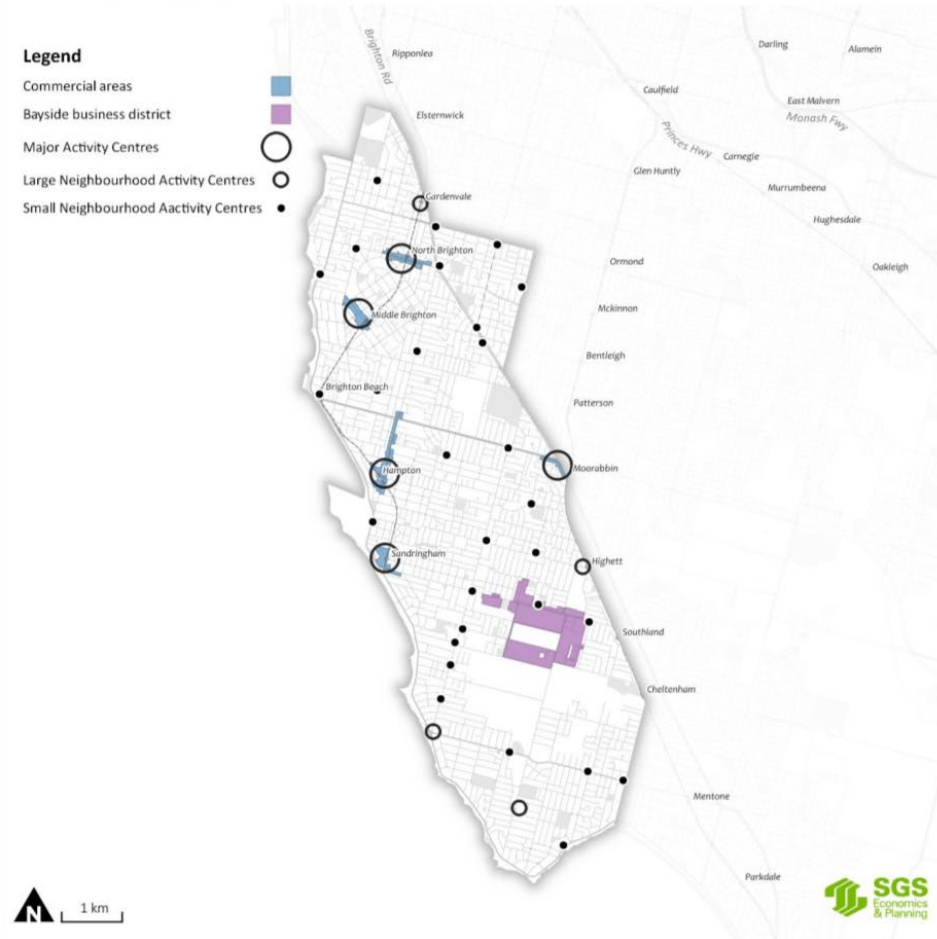 Legend
Commercial areas
Bayside business district
Major Activity Centres
Large Neighbourhood Activity Centres
Small Neighbourhood Aactivity Centres
Brighton Rd
Ripponlea
Darling
Alamein
Caulfield
East Malvern
Monash Fwy
Elsternwick
Princes Hwy
Carnegie
Glen Huntly
Murrumbeena
Gardenvale
Hughesdale
North Brighton
Ormond
Oakleigh
Mckinnon
Middle Brighton
Bentleigh
Brighton Beach
Patterson
Hampton
Moorabbin
Sandringham
Highett
Southland
Cheltenham
Mentone
Parkdale
N
1 km
SGS
Economics
& Planning